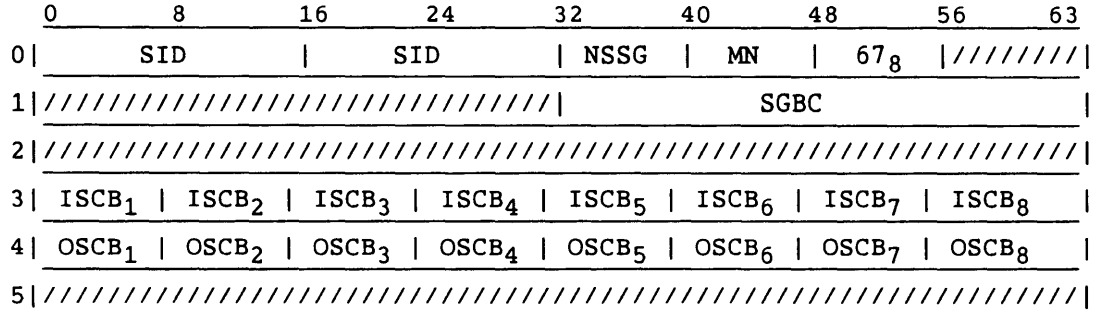 0 8 16 24 32 40 48 56 63
0| SID | SID | NSSG | MN | 67₈ |////////|
1|////////////////////////////////| SGBC |
2|////////////////////////////////////////////////////////////////|
3| ISCB₁ | ISCB₂ | ISCB₃ | ISCB₄ | ISCB₅ | ISCB₆ | ISCB₇ | ISCB₈ |
4| OSCB₁ | OSCB₂ | OSCB₃ | OSCB₄ | OSCB₅ | OSCB₆ | OSCB₇ | OSCB₈ |
5|////////////////////////////////////////////////////////////////|